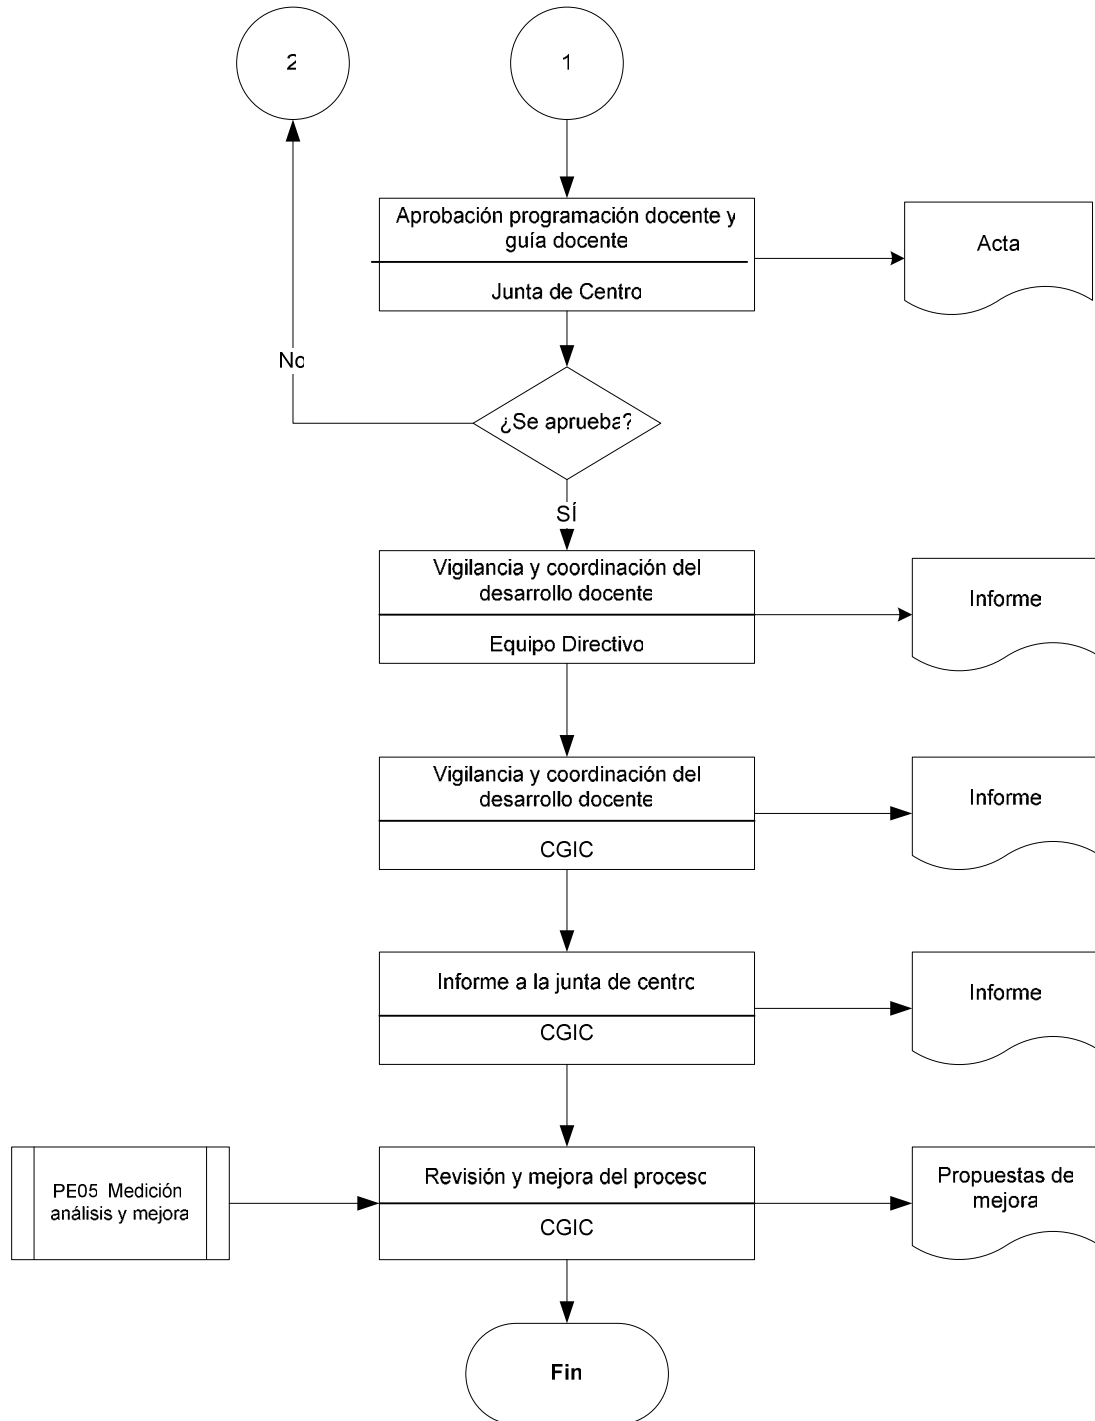 2
1
Aprobación programación docente y
guía docente
Junta de Centro
Acta
No
¿Se aprueba?
SÍ
Vigilancia y coordinación del
desarrollo docente
Equipo Directivo
Informe
Vigilancia y coordinación del
desarrollo docente
CGIC
Informe
Informe a la junta de centro
CGIC
Informe
PE05 Medición
análisis y mejora
Revisión y mejora del proceso
CGIC
Propuestas de
mejora
Fin